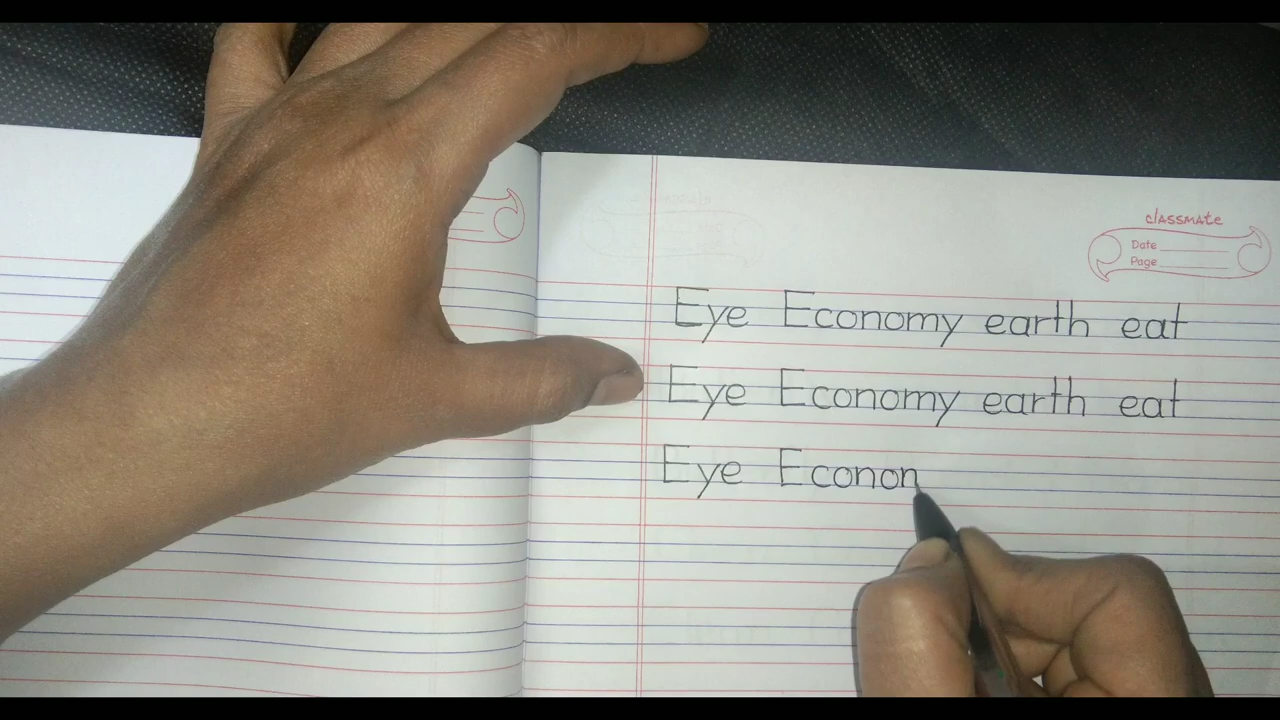 classmate
Date
Page
Eye Economy earth eat
Eye Economy earth eat
Eye Econon